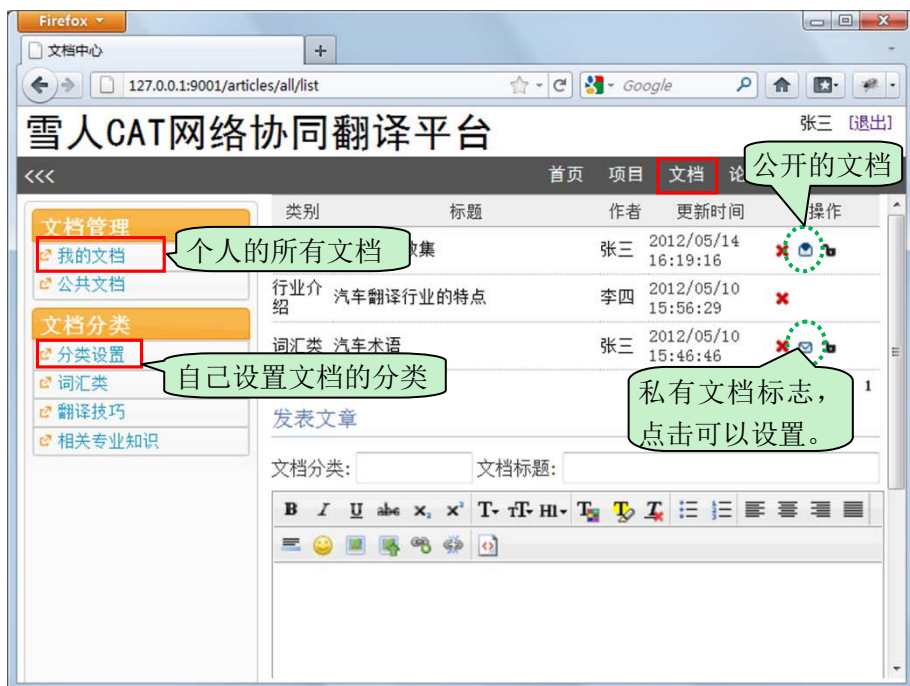 Firefox
文档中心
127.0.0.1:9001/articles/all/list
Google
雪人CAT网络协同翻译平台
张三 [退出]
<<<
首页 项目 文档 论
公开的文档
文档管理
我的文档
公共文档
文档分类
分类设置
词汇类
翻译技巧
相关专业知识
个人的所有文档
自己设置文档的分类
类别 标题 作者 更新时间 操作
集 张三 2012/05/14
16:19:16
行业介
绍 汽车翻译行业的特点 李四 2012/05/10
15:56:29
词汇类 汽车术语 张三 2012/05/10
15:46:46
私有文档标志，
点击可以设置。
1
发表文章
文档分类: 文档标题:
B I U abc x₂ x² T tT H1 T T T